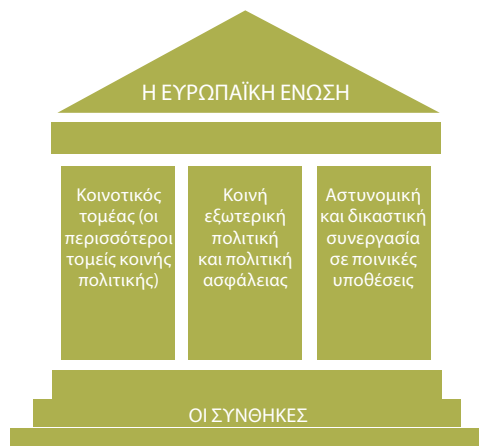 Η ΕΥΡΩΠΑΪΚΗ ΕΝΩΣΗ
Κοινοτικός
τομέας (οι
περισσότεροι
τομείς κοινής
πολιτικής)
Κοινή
εξωτερική
πολιτική
και πολιτική
ασφάλειας
Αστυνομική
και δικαστική
συνεργασία
σε ποινικές
υποθέσεις
ΟΙ ΣΥΝΘΗΚΕΣ